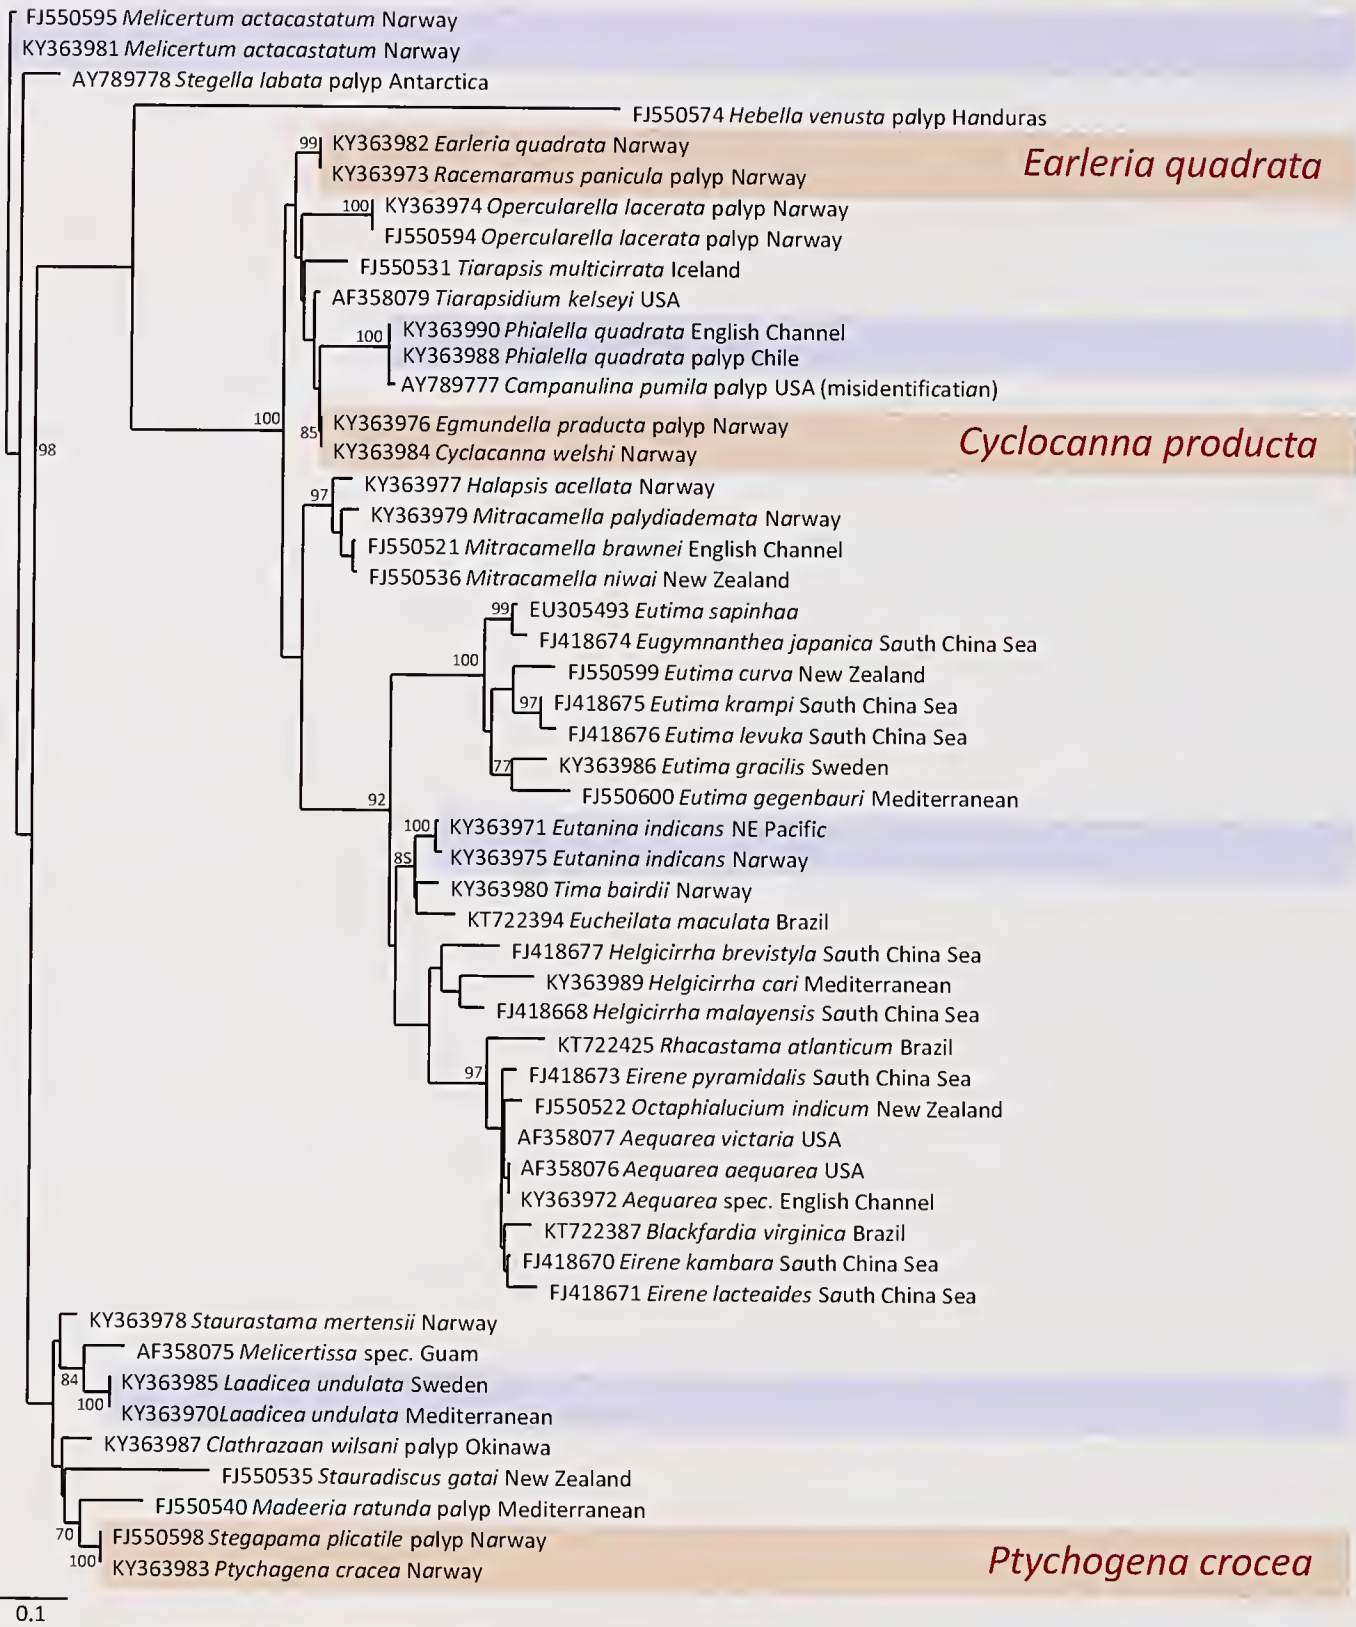 FJ550595 Melicertum actacastatum Narway
KY363981 Melicertum actacastatum Narway
AY789778 Stegella labata palyp Antarctica
FJ550574 Hebella venusta palyp Handuras
99
KY363982 Earleria quadrata Narway
Earleria quadrata
KY363973 Racemaramus panicula palyp Narway
100
KY363974 Opercularella lacerata palyp Narway
FJ550594 Opercularella lacerata palyp Narway
FJ550531 Tiarapsis multicirrata Iceland
AF358079 Tiarapsidium kelseyi USA
100
KY363990 Phialella quadrata English Channel
KY363988 Phialella quadrata palyp Chile
AY789777 Campanulina pumila palyp USA (misidentificatian)
100
85
KY363976 Egmundella praducta palyp Narway
Cyclocanna producta
98
KY363984 Cyclacanna welshi Narway
97
KY363977 Halapsis acellata Narway
KY363979 Mitracamella palydiademata Narway
FJ550521 Mitracamella brawnei English Channel
FJ550536 Mitracamella niwai New Zealand
99
EU305493 Eutima sapinhaa
FJ418674 Eugymnanthea japanica Sauth China Sea
100
FJ550599 Eutima curva New Zealand
97
FJ418675 Eutima krampi Sauth China Sea
FJ418676 Eutima levuka Sauth China Sea
77
KY363986 Eutima gracilis Sweden
92
FJ550600 Eutima gegenbauri Mediterranean
100
KY363971 Eutanina indicans NE Pacific
85
KY363975 Eutanina indicans Narway
KY363980 Tima bairdii Narway
KT722394 Eucheilata maculata Brazil
FJ418677 Helgicirrha brevistyla Sauth China Sea
KY363989 Helgicirrha cari Mediterranean
FJ418668 Helgicirrha malayensis Sauth China Sea
KT722425 Rhacastama atlanticum Brazil
97
FJ418673 Eirene pyramidalis Sauth China Sea
FJ550522 Octaphialucium indicum New Zealand
AF358077 Aequarea victaria USA
AF358076 Aequarea aequarea USA
KY363972 Aequarea spec. English Channel
KT722387 Blackfardia virginica Brazil
FJ418670 Eirene kambara Sauth China Sea
FJ418671 Eirene lacteaides Sauth China Sea
KY363978 Staurastama mertensii Narway
AF358075 Melicertissa spec. Guam
84
KY363985 Laadicea undulata Sweden
100
KY363970Laadicea undulata Mediterranean
KY363987 Clathrazaan wilsani palyp Okinawa
FJ550535 Stauradiscus gatai New Zealand
FJ550540 Madeeria ratunda palyp Mediterranean
70
FJ550598 Stegapama plicatile palyp Narway
100
KY363983 Ptychagena cracea Narway
Ptychogena crocea
0.1